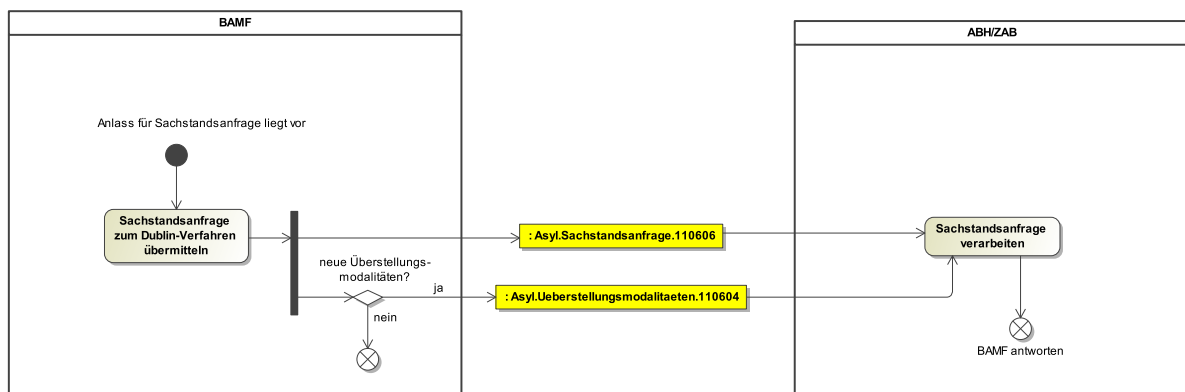 BAMF
ABH/ZAB
Anlass für Sachstandsanfrage liegt vor
Sachstandsanfrage
zum Dublin-Verfahren
übermitteln
: Asyl.Sachstandsanfrage.110606
Sachstandsanfrage
verarbeiten
neue Überstellungs-
modalitäten?
ja
: Asyl.Ueberstellungsmodalitaeten.110604
nein
BAMF antworten